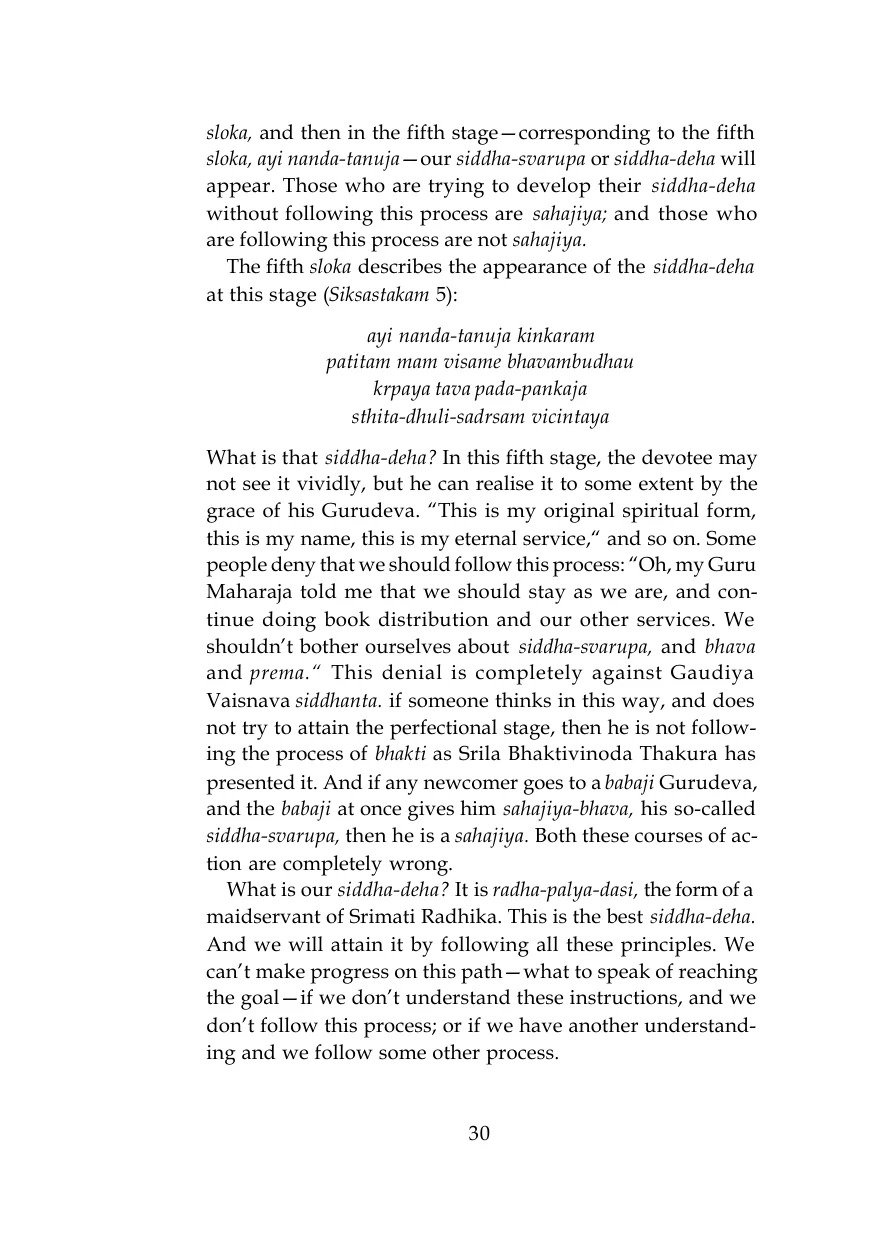 sloka, and then in the fifth stage—corresponding to the fifth
sloka, ayi nanda-tanuja—our siddha-svarupa or siddha-deha will
appear. Those who are trying to develop their siddha-deha
without following this process are sahajiya; and those who
are following this process are not sahajiya.
The fifth sloka describes the appearance of the siddha-deha
at this stage (Siksastakam 5):
ayi nanda-tanuja kinkaram
patitam mam visame bhavambudhau
krpaya tava pada-pankaja
sthita-dhuli-sadrsam vicintaya
What is that siddha-deha? In this fifth stage, the devotee may
not see it vividly, but he can realise it to some extent by the
grace of his Gurudeva. “This is my original spiritual form,
this is my name, this is my eternal service,“ and so on. Some
people deny that we should follow this process: “Oh, my Guru
Maharaja told me that we should stay as we are, and con-
tinue doing book distribution and our other services. We
shouldn’t bother ourselves about siddha-svarupa, and bhava
and prema.“ This denial is completely against Gaudiya
Vaisnava siddhanta. if someone thinks in this way, and does
not try to attain the perfectional stage, then he is not follow-
ing the process of bhakti as Srila Bhaktivinoda Thakura has
presented it. And if any newcomer goes to a babaji Gurudeva,
and the babaji at once gives him sahajiya-bhava, his so-called
siddha-svarupa, then he is a sahajiya. Both these courses of ac-
tion are completely wrong.
What is our siddha-deha? It is radha-palya-dasi, the form of a
maidservant of Srimati Radhika. This is the best siddha-deha.
And we will attain it by following all these principles. We
can’t make progress on this path—what to speak of reaching
the goal—if we don’t understand these instructions, and we
don’t follow this process; or if we have another understand-
ing and we follow some other process.
30